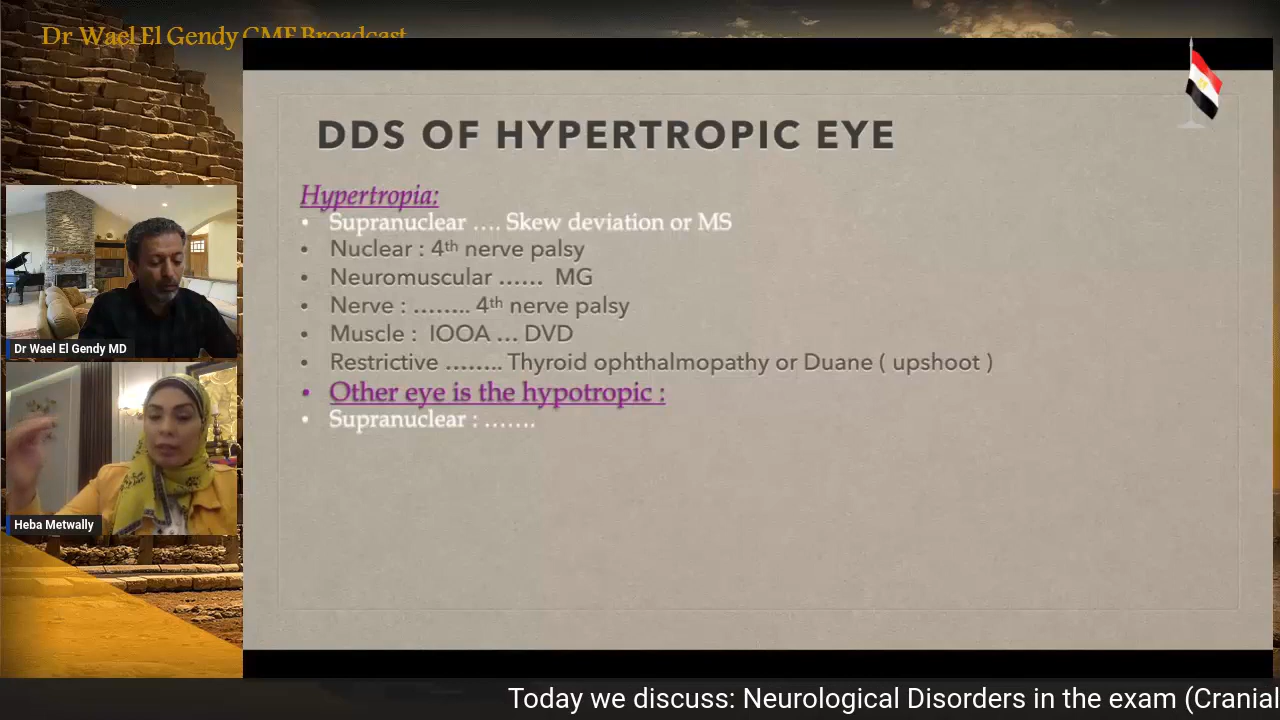 Dr Wael El Gendy CME Broadcast
DDS OF HYPERTROPIC EYE
Hypertropia:
• Supranuclear …. Skew deviation or MS
• Nuclear : 4th nerve palsy
• Neuromuscular …… MG
• Nerve : …….. 4th nerve palsy
• Muscle : IOOA … DVD
• Restrictive …….. Thyroid ophthalmopathy or Duane ( upshoot )
• Other eye is the hypotropic :
• Supranuclear : …….
Dr Wael El Gendy MD
Heba Metwally
Today we discuss: Neurological Disorders in the exam (Cranial